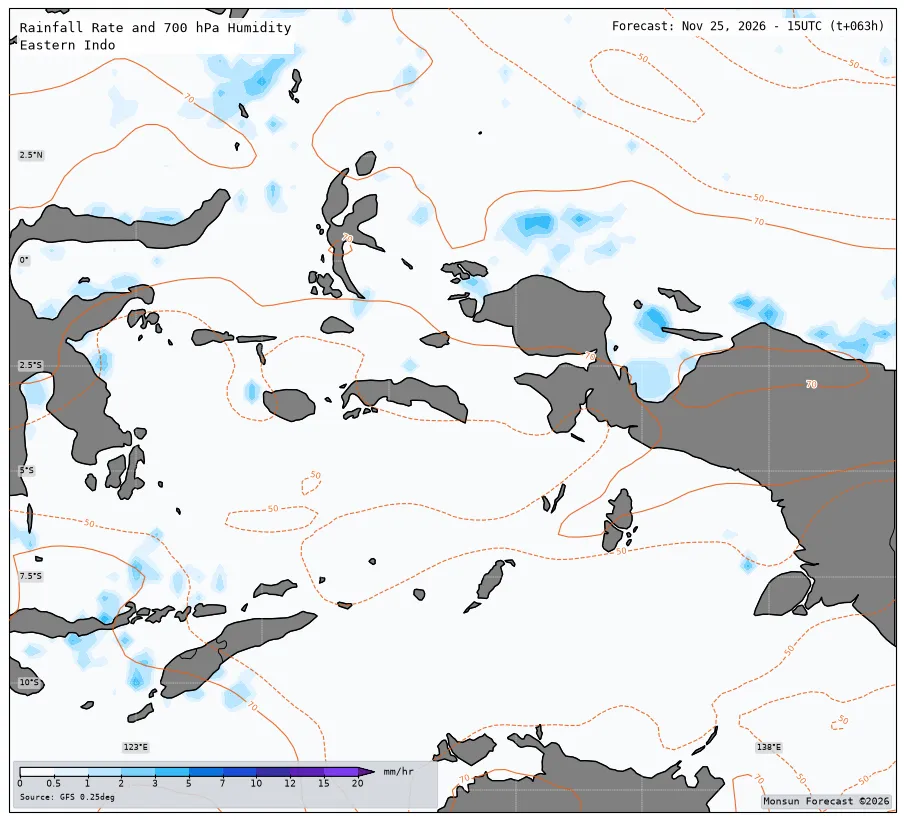 Rainfall Rate and 700 hPa Humidity
Eastern Indo
Forecast: Nov 25, 2026 - 15UTC (t+063h)
50
50
70
2.5°N
50
70
70
0°
70
2.5°S
70
5°S
50
50
50
50
7.5°S
50
10°S
70
50
123°E
138°E
70
70
50
50
mm/hr
0 0.5 1 2 3 5 7 10 12 15 20
Source: GFS 0.25deg
Monsun Forecast ©2026